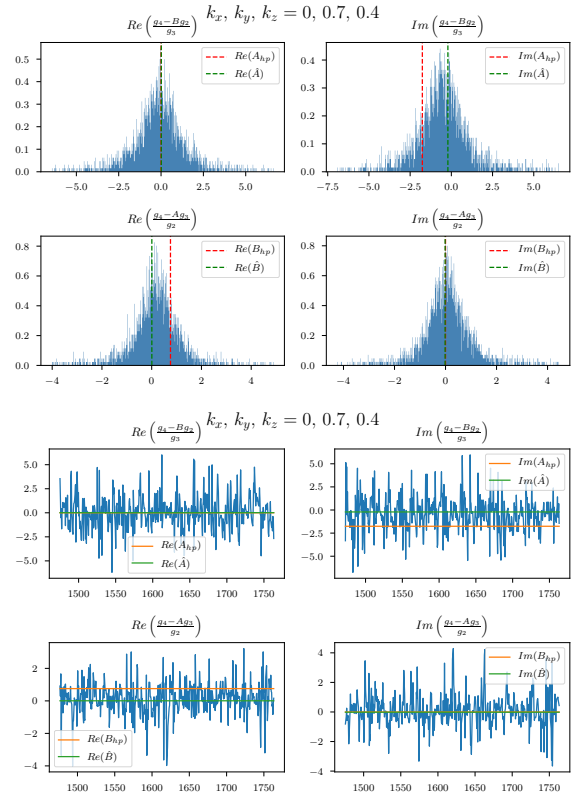 k_x, k_y, k_z = 0, 0.7, 0.4
Re((g_4−Bg_2)/g_3) Im((g_4−Bg_2)/g_3)
0.5
0.4
0.3
0.2
0.1
0.0
−5.0 −2.5 0.0 2.5 5.0
Re(A_hp)
Re(Â)
0.4
0.3
0.2
0.1
0.0
−7.5 −5.0 −2.5 0.0 2.5 5.0
Im(A_hp)
Im(Â)
Re((g_4−Ag_3)/g_2) Im((g_4−Ag_3)/g_2)
0.8
0.6
0.4
0.2
0.0
−4 −2 0 2 4
Re(B_hp)
Re(B̂)
0.8
0.6
0.4
0.2
0.0
−4 −2 0 2 4
Im(B_hp)
Im(B̂)
k_x, k_y, k_z = 0, 0.7, 0.4
Re((g_4−Bg_2)/g_3) Im((g_4−Bg_2)/g_3)
5.0
2.5
0.0
−2.5
−5.0
1500 1550 1600 1650 1700 1750
Re(A_hp)
Re(Â)
5.0
2.5
0.0
−2.5
−5.0
1500 1550 1600 1650 1700 1750
Im(A_hp)
Im(Â)
Re((g_4−Ag_3)/g_2) Im((g_4−Ag_3)/g_2)
2
0
−2
−4
1500 1550 1600 1650 1700 1750
Re(B_hp)
Re(B̂)
4
2
0
−2
−4
1500 1550 1600 1650 1700 1750
Im(B_hp)
Im(B̂)